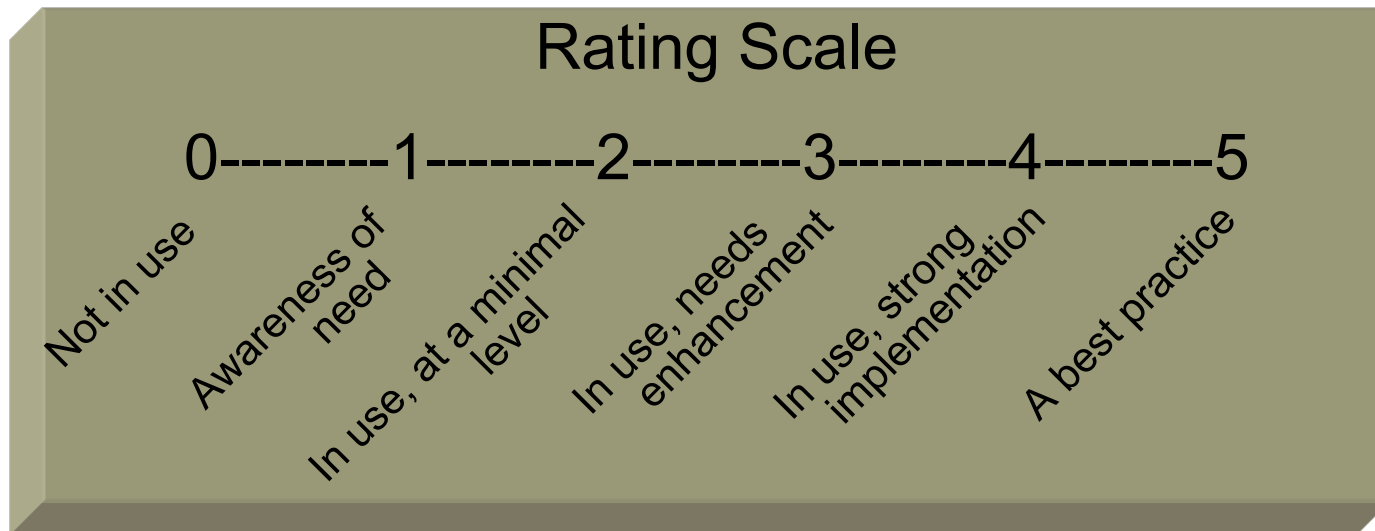 Rating Scale
0--------1--------2--------3--------4--------5
Not in use
Awareness of
need
In use, at a minimal
level
In use, needs
enhancement
In use, strong
implementation
A best practice